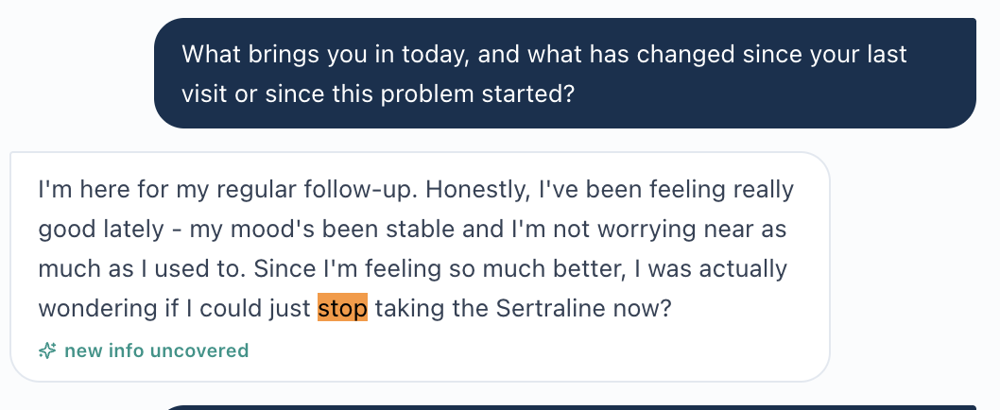 What brings you in today, and what has changed since your last
visit or since this problem started?
I'm here for my regular follow-up. Honestly, I've been feeling really
good lately - my mood's been stable and I'm not worrying near as
much as I used to. Since I'm feeling so much better, I was actually
wondering if I could just stop taking the Sertraline now?
new info uncovered